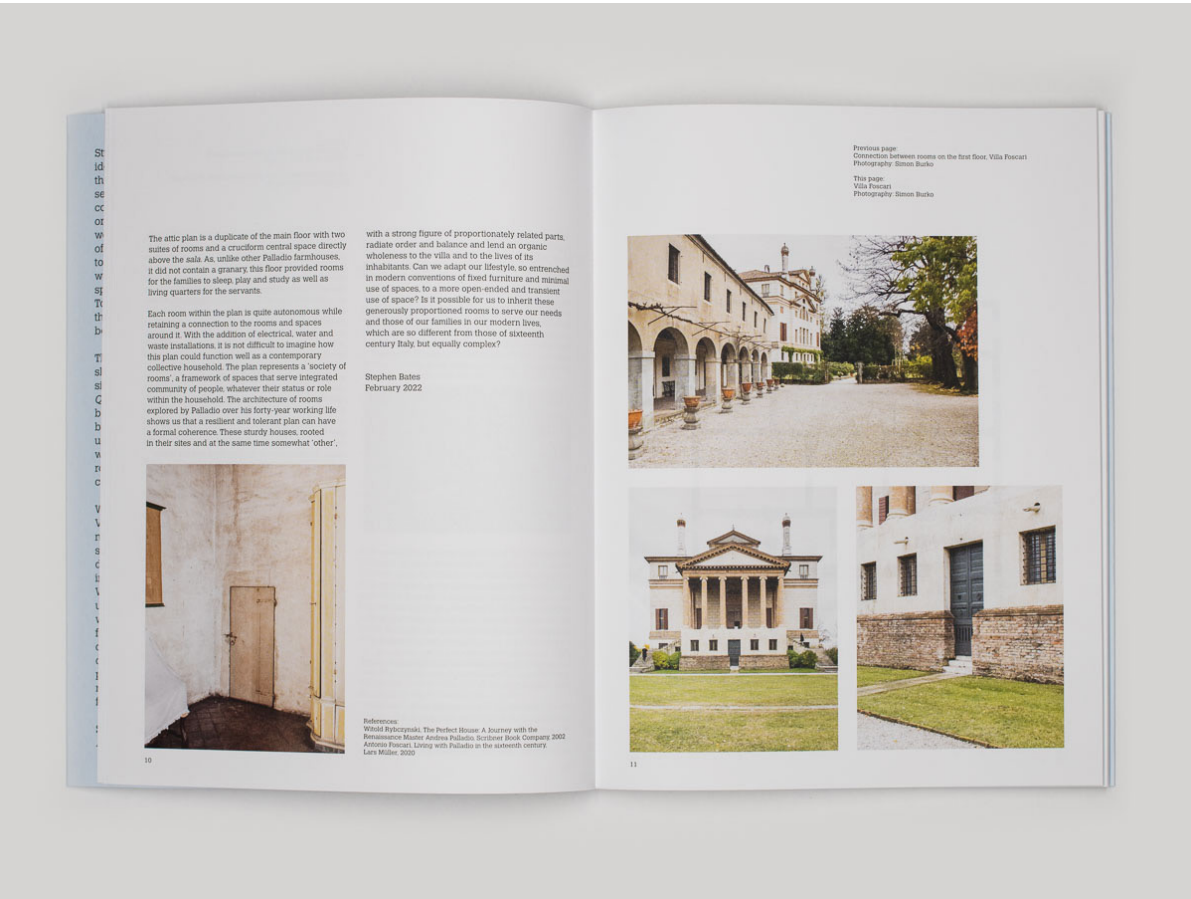 The attic plan is a duplicate of the main floor with two
suites of rooms and a cruciform central space directly
above the sala. As, unlike other Palladio farmhouses,
it did not contain a granary, this floor provided rooms
for the families to sleep, play and study as well as
living quarters for the servants.
Each room within the plan is quite autonomous while
retaining a connection to the rooms and spaces
around it. With the addition of electrical, water and
waste installations, it is not difficult to imagine how
this plan could function well as a contemporary
collective household. The plan represents a ‘society of
rooms’, a framework of spaces that serve integrated
community of people, whatever their status or role
within the household. The architecture of rooms
explored by Palladio over his forty-year working life
shows us that a resilient and tolerant plan can have
a formal coherence. These sturdy houses, rooted
in their sites and at the same time somewhat ‘other’,
with a strong figure of proportionately related parts,
radiate order and balance and lend an organic
wholeness to the villa and to the lives of its
inhabitants. Can we adapt our lifestyle, so entrenched
in modern conventions of fixed furniture and minimal
use of spaces, to a more open-ended and transient
use of space? Is it possible for us to inherit these
generously proportioned rooms to serve our needs
and those of our families in our modern lives,
which are so different from those of sixteenth
century Italy, but equally complex?
Stephen Bates
February 2022
References:
Witold Rybczynski, The Perfect House: A Journey with the
Renaissance Master Andrea Palladio, Scribner Book Company, 2002
Antonio Foscari, Living with Palladio in the sixteenth century,
Lars Müller, 2020
10
Previous page:
Connection between rooms on the first floor, Villa Foscari
Photography: Simon Burko
This page:
Villa Foscari
Photography: Simon Burko
11